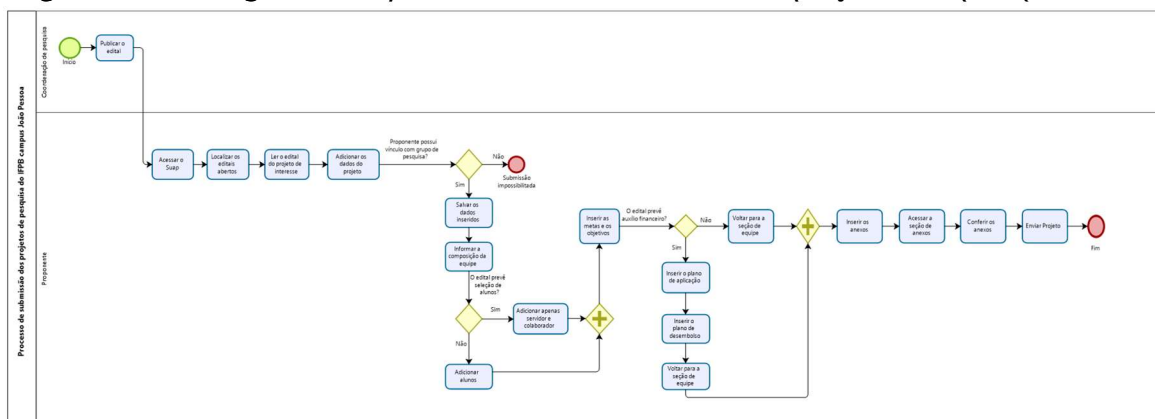 Processo de submissão dos projetos de pesquisa do IFPB campus João Pessoa
Coordenação de pesquisa
Início
Publicar o
edital
Proponente
Acessar o
Suap
Localizar os
editais
abertos
Ler o edital
do projeto de
interesse
Adicionar os
dados do
projeto
Proponente possui
vínculo com grupo de
pesquisa?
Não
Submissão
impossibilitada
Sim
Salvar os
dados
inseridos
Informar a
composição da
equipe
O edital prevê
seleção de
alunos?
Sim
Adicionar apenas
servidor e
colaborador
Não
Adicionar
alunos
Inserir as
metas e os
objetivos
O edital prevê
auxílio financeiro?
Não
Voltar para a
seção de
equipe
Sim
Inserir o plano
de aplicação
Inserir o
plano de
desembolso
Voltar para a
seção de
equipe
Inserir os
anexos
Acessar a
seção de
anexos
Conferir os
anexos
Enviar Projeto
Fim